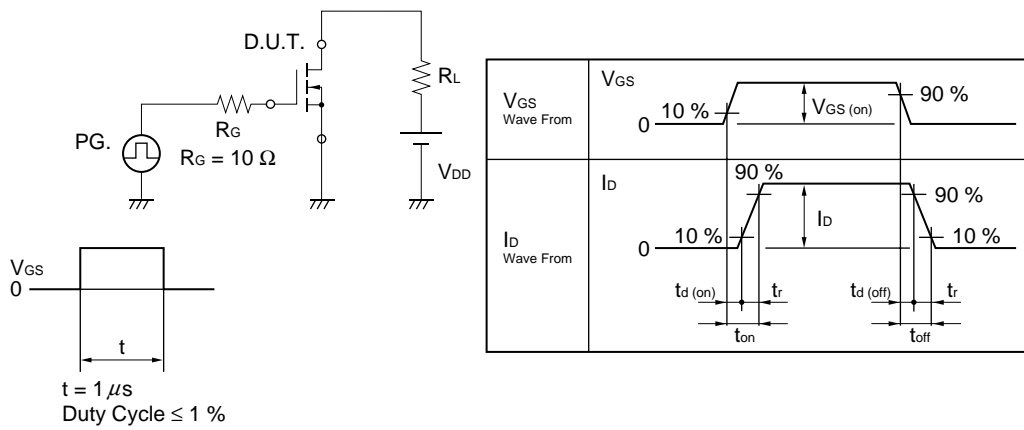 D.U.T.
RL
PG.
RG
RG = 10 Ω
VDD
VGS
0
t
t = 1 μs
Duty Cycle ≤ 1 %
VGS
Wave From
VGS
10 %
0
VGS (on)
90 %
ID
Wave From
ID
90 %
10 %
0
ID
90 %
10 %
td (on)
tr
td (off)
tr
ton
toff